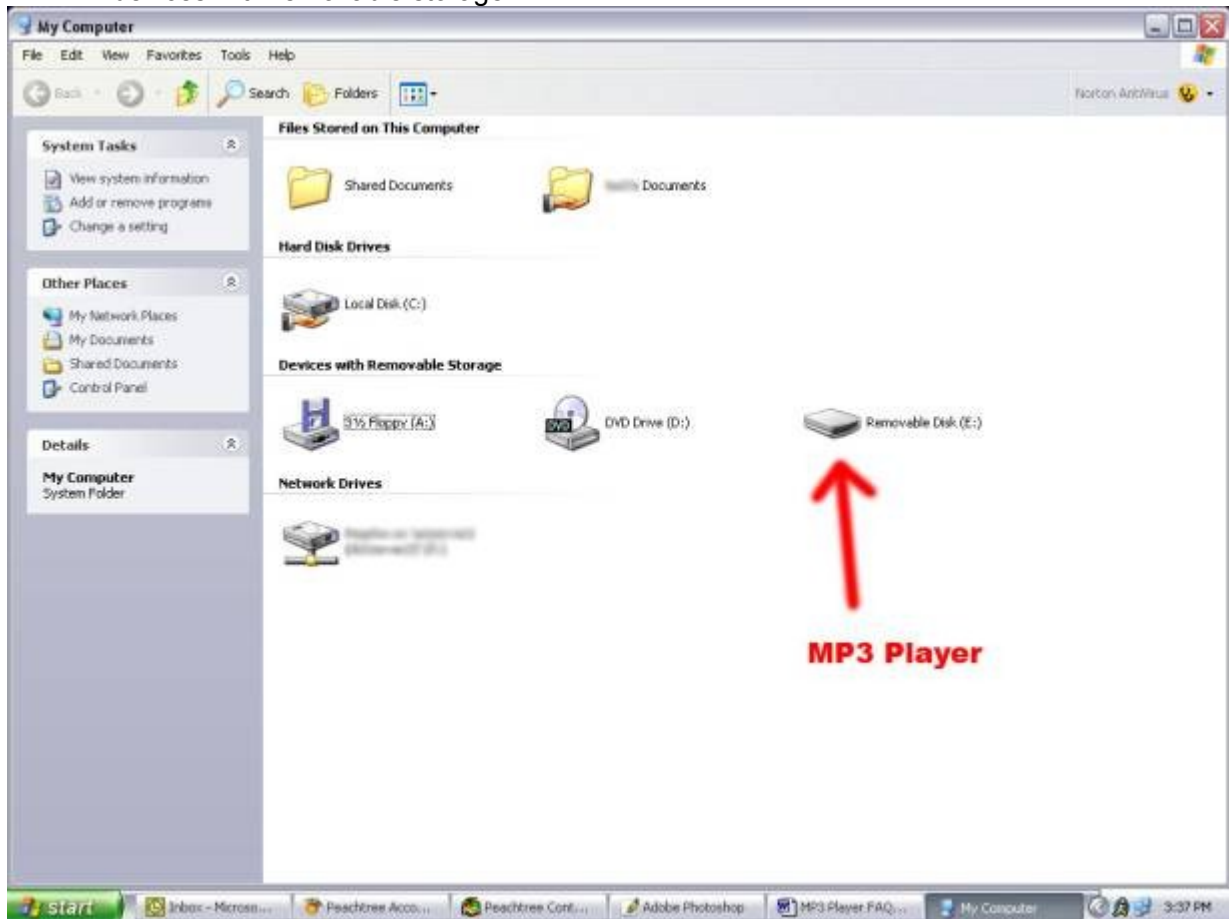 My Computer
File Edit View Favorites Tools Help
Back Search Folders Norton AntiVirus
Files Stored on This Computer
System Tasks
View system information
Add or remove programs
Change a setting
Shared Documents
Documents
Hard Disk Drives
Other Places
My Network Places
My Documents
Shared Documents
Control Panel
Local Disk (C:)
Devices with Removable Storage
3½ Floppy (A:)
DVD Drive (D:)
Removable Disk (E:)
Details
My Computer
System Folder
Network Drives
MP3 Player
start Inbox - Microso... Peachtree Acco... Peachtree Cont... Adobe Photoshop MP3 Player FAQ... My Computer 3:37 PM